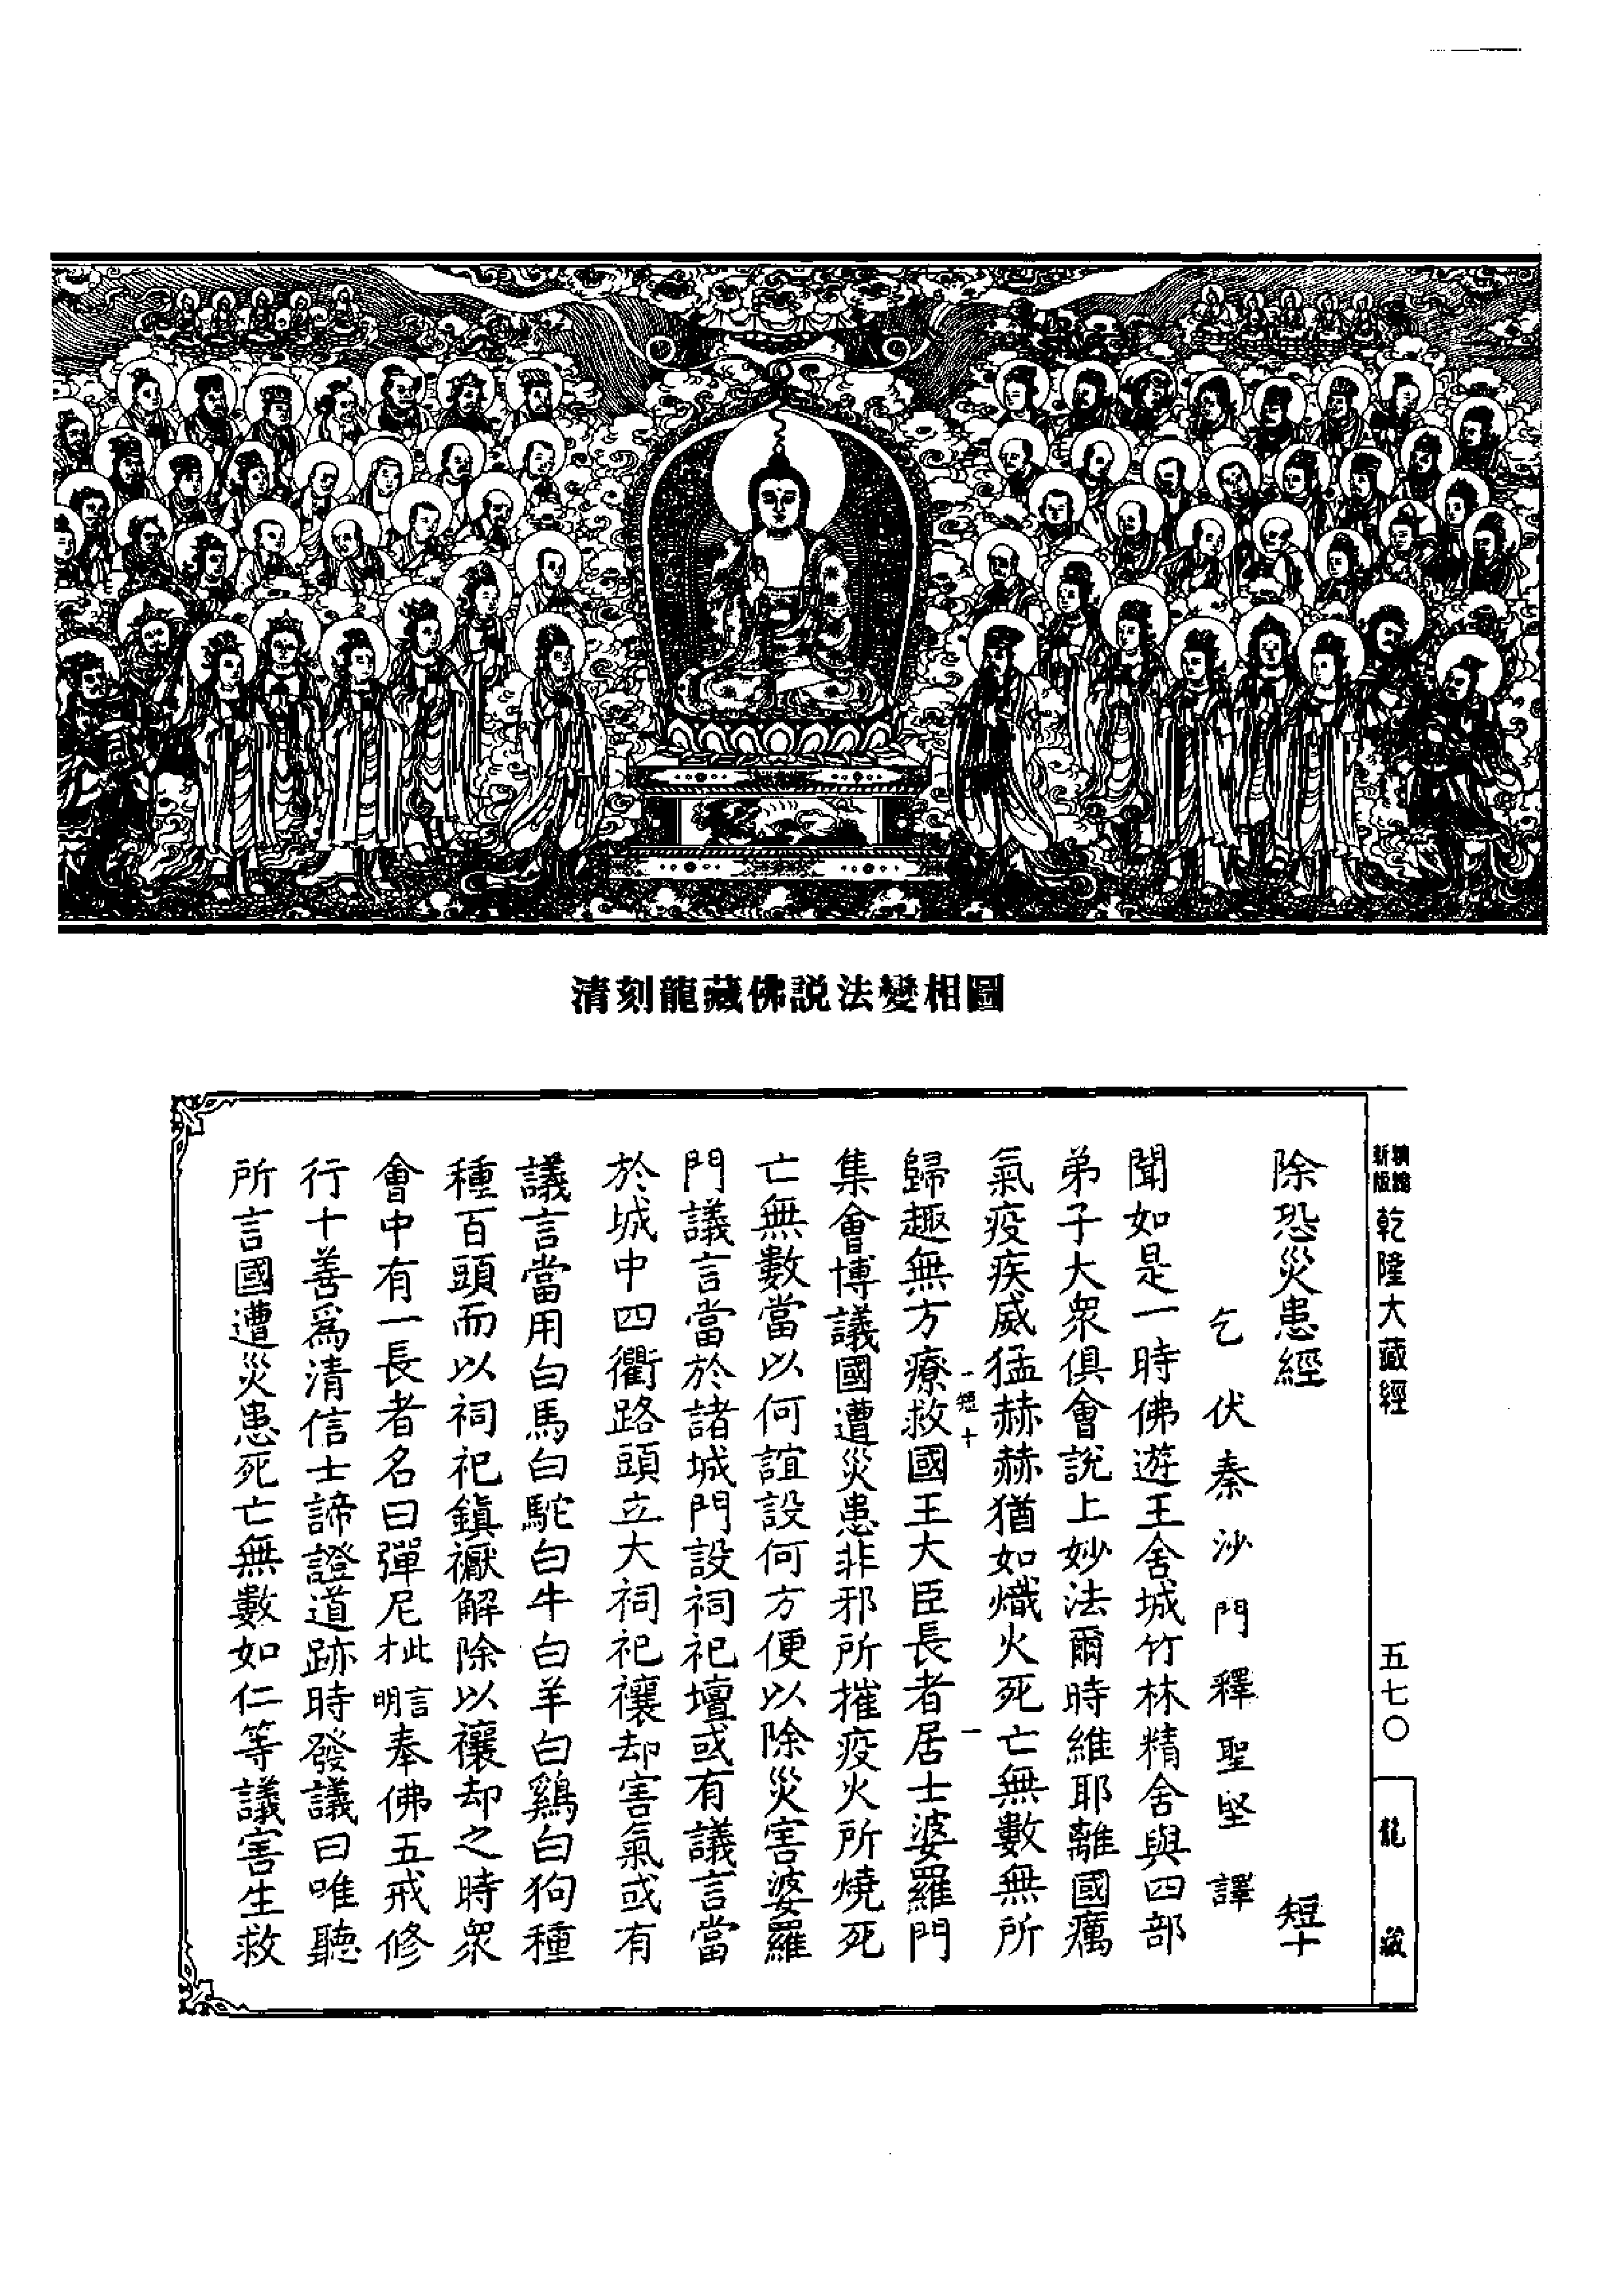 清刻龍藏佛説法變相圖
新版
乾隆大藏經
五七〇
龍藏
除恐災患經 短十
乞伏秦沙門釋聖堅譯
聞如是一時佛遊王舍城竹林精舍與四部
弟子大衆俱會說上妙法爾時維耶離國癘
氣疫疾威猛赫赫猶如熾火死亡無數無所
一 短十 一
歸趣無方療救國王大臣長者居士婆羅門
集會博議國遭災患非邪所摧疫火所燒死
亡無數當以何誼設何方便以除災害婆羅
門議言當於諸城門設祠祀壇或有議言當
於城中四衢路頭立大祠祀禳却害氣或有
議言當用白馬白駝白牛白羊白鷄白狗種
種百頭而以祠祀鎮禳解除以禳却之時衆
會中有一長者名曰彈尼此言才明奉佛五戒修
行十善爲清信士諦證道跡時發議曰唯聽
所言國遭災患死亡無數如仁等議害生救